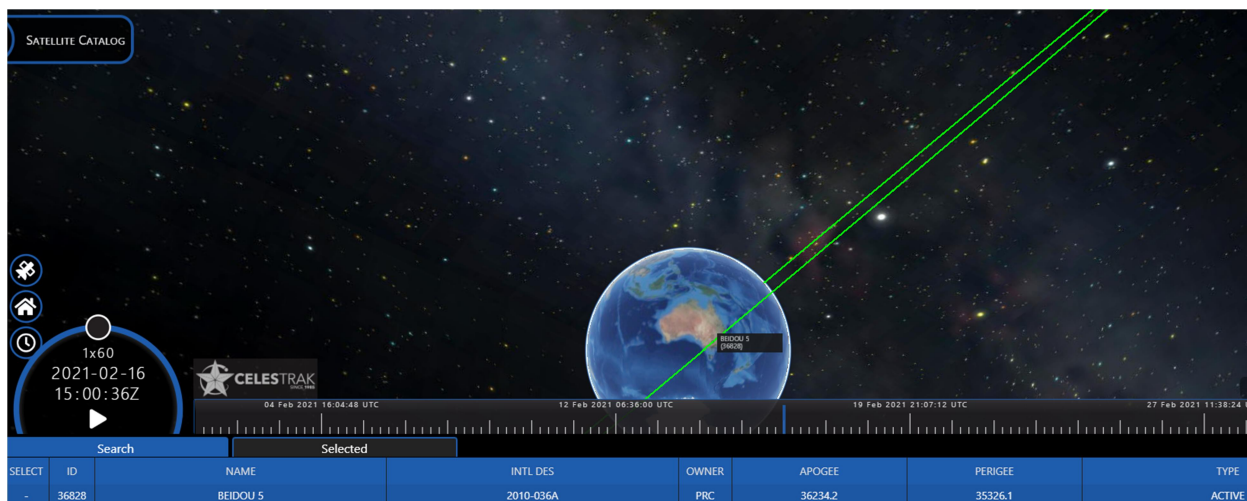 SATELLITE CATALOG
BEIDOU 5
(36828)
1x60
2021-02-16
15:00:36Z
CELESTRAK
SINCE 1985
04 Feb 2021 16:04:48 UTC
12 Feb 2021 06:36:00 UTC
19 Feb 2021 21:07:12 UTC
27 Feb 2021 11:38:24
Search
Selected
SELECT ID NAME INTL DES OWNER APOGEE PERIGEE TYPE
- 36828 BEIDOU 5 2010-036A PRC 36234.2 35326.1 ACTIVE